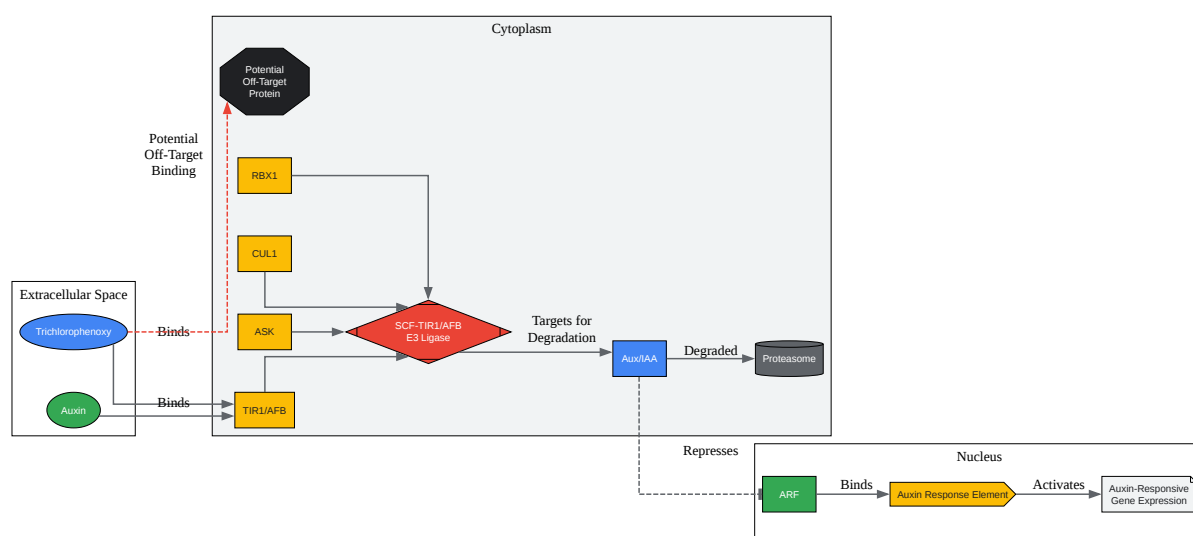 Cytoplasm
Potential
Off-Target
Protein
Potential
Off-Target
Binding
RBX1
CUL1
Extracellular Space
Trichlorophenoxy
Binds
ASK
SCF-TIR1/AFB
E3 Ligase
Targets for
Degradation
Aux/IAA
Degraded
Proteasome
Auxin
Binds
TIR1/AFB
Represses
Nucleus
ARF
Binds
Auxin Response Element
Activates
Auxin-Responsive
Gene Expression